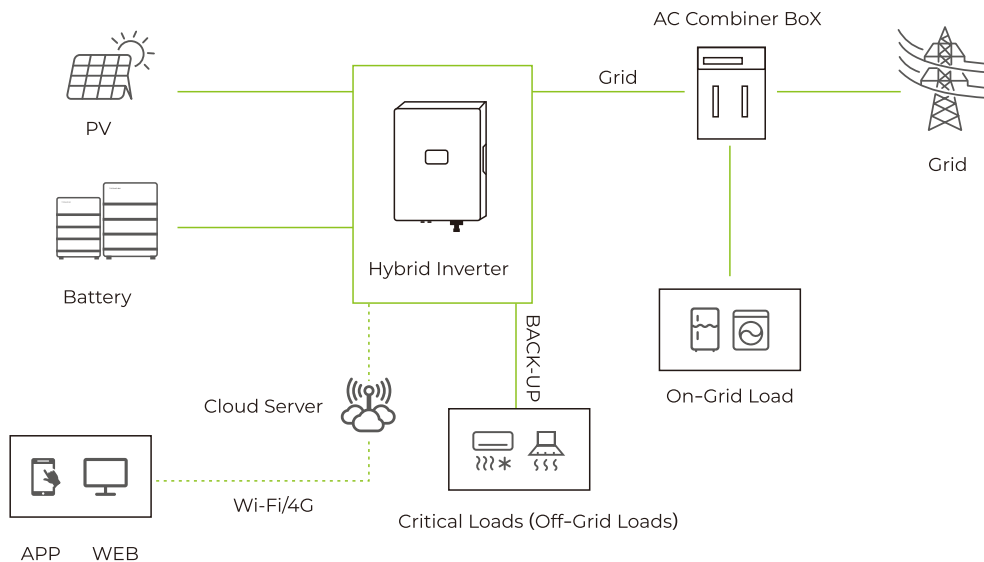 AC Combiner BoX
Grid
PV
Grid
Hybrid Inverter
Battery
BACK-UP
On-Grid Load
Cloud Server
Wi-Fi/4G
Critical Loads (Off-Grid Loads)
APP
WEB